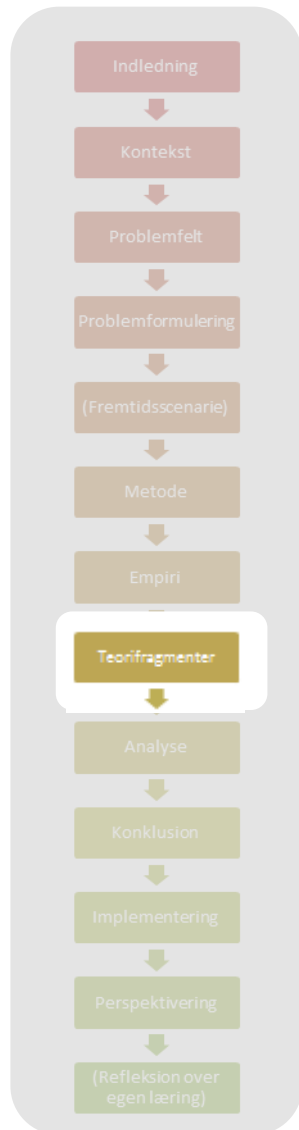 Indledning
Kontekst
Problemfelt
Problemformulering
(Fremtidsscenarie)
Metode
Empiri
Teorifragmenter
Analyse
Konklusion
Implementering
Perspektivering
(Refleksion over
egen læring)